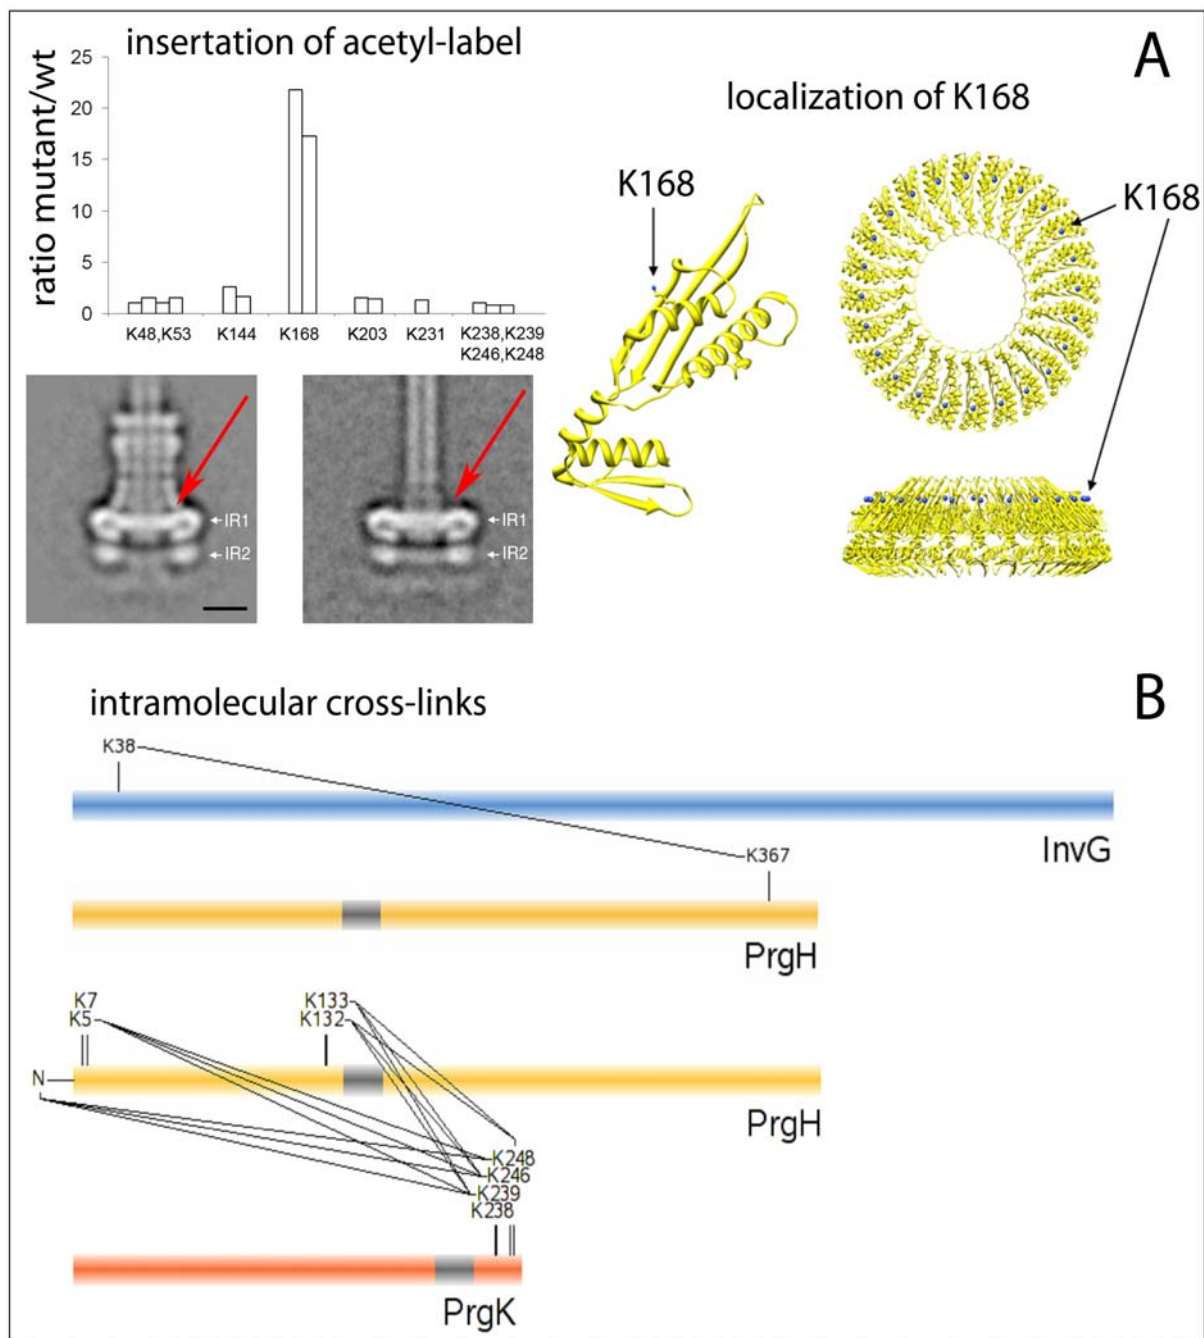 A
insertation of acetyl-label
ratio mutant/wt
25
20
15
10
5
0
K48,K53
K144
K168
K203
K231
K238,K239
K246,K248
IR1
IR2
IR1
IR2
localization of K168
K168
K168
B
intramolecular cross-links
K38
InvG
K367
PrgH
K7
K5
K133
K132
N
PrgH
K248
K246
K239
K238
PrgK